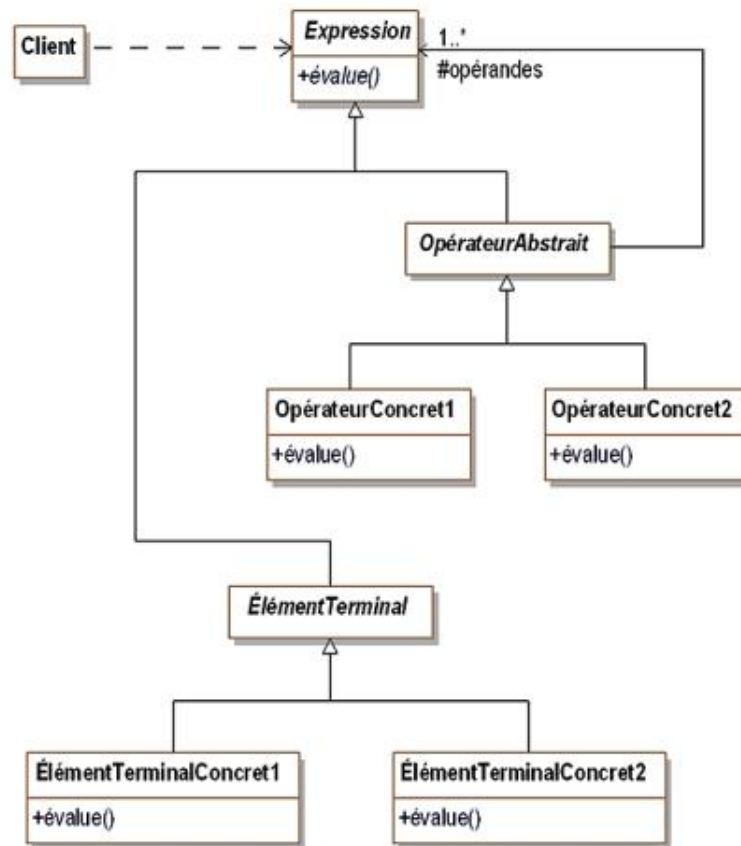 Client
Expression
+évalue()
1..*
#opérandes
OpérateurAbstrait
OpérateurConcret1
+évalue()
OpérateurConcret2
+évalue()
ÉlémentTerminal
ÉlémentTerminalConcret1
+évalue()
ÉlémentTerminalConcret2
+évalue()